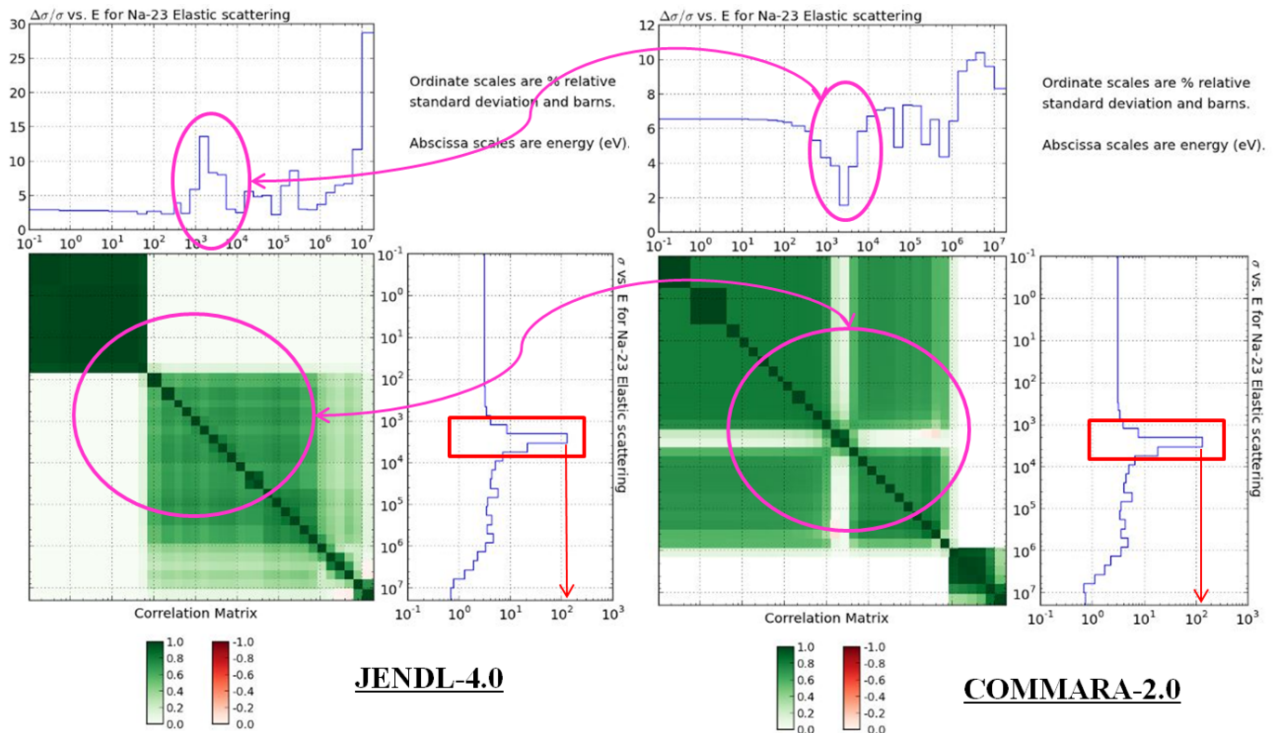 Δσ/σ vs. E for Na-23 Elastic scattering
30
25
20
15
10
5
0
10⁻¹ 10⁰ 10¹ 10² 10³ 10⁴ 10⁵ 10⁶ 10⁷
Ordinate scales are % relative
standard deviation and barns.
Abscissa scales are energy (eV).
10⁻¹
10⁰
10¹
10²
10³
10⁴
10⁵
10⁶
10⁷
σ vs. E for Na-23 Elastic scattering
10⁻¹ 10⁰ 10¹ 10² 10³
Correlation Matrix
1.0 -1.0
0.8 -0.8
0.6 -0.6
0.4 -0.4
0.2 -0.2
0.0 0.0
JENDL-4.0
Δσ/σ vs. E for Na-23 Elastic scattering
12
10
8
6
4
2
0
10⁻¹ 10⁰ 10¹ 10² 10³ 10⁴ 10⁵ 10⁶ 10⁷
Ordinate scales are % relative
standard deviation and barns.
Abscissa scales are energy (eV).
10⁻¹
10⁰
10¹
10²
10³
10⁴
10⁵
10⁶
10⁷
σ vs. E for Na-23 Elastic scattering
10⁻¹ 10⁰ 10¹ 10² 10³
Correlation Matrix
1.0 -1.0
0.8 -0.8
0.6 -0.6
0.4 -0.4
0.2 -0.2
0.0 0.0
COMMARA-2.0